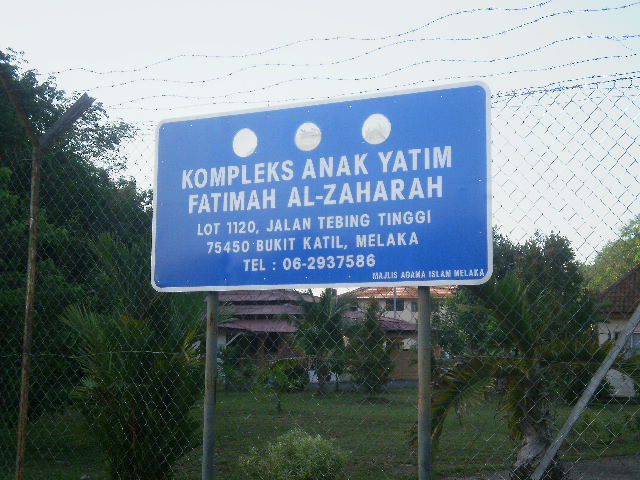 KOMPLEKS ANAK YATIM
FATIMAH AL-ZAHARAH
LOT 1120, JALAN TEBING TINGGI
75450 BUKIT KATIL, MELAKA
TEL : 06-2937586
MAJLIS AGAMA ISLAM MELAKA